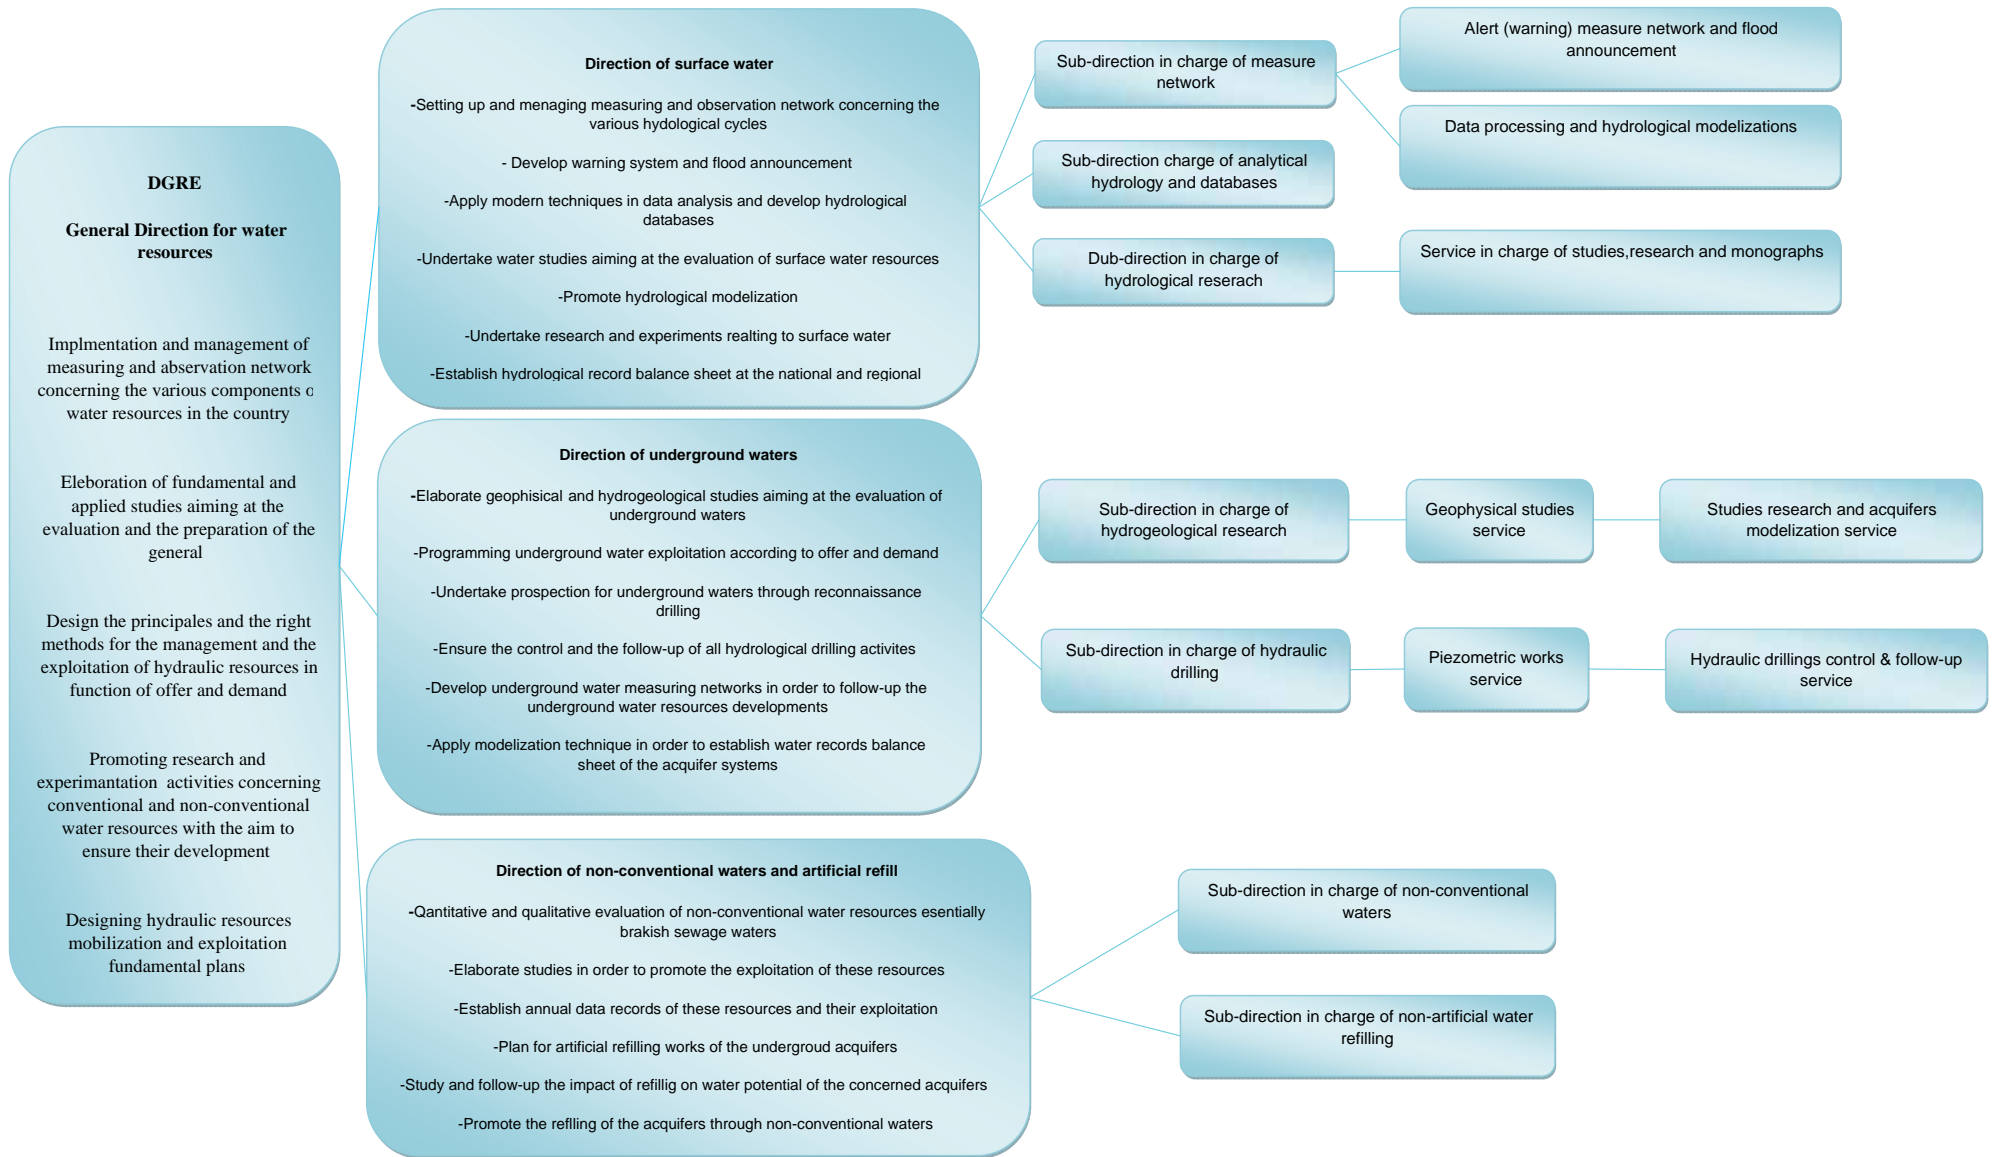 DGRE
General Direction for water
resources
Implmentation and management of
measuring and abservation network
concerning the various components o
water resources in the country
Eleboration of fundamental and
applied studies aiming at the
evaluation and the preparation of the
general
Design the principales and the right
methods for the management and the
exploitation of hydraulic resources in
function of offer and demand
Promoting research and
experimantation activities concerning
conventional and non-conventional
water resources with the aim to
ensure their development
Designing hydraulic resources
mobilization and exploitation
fundamental plans
Direction of surface water
-Setting up and menaging measuring and observation network concerning the
various hydological cycles
- Develop warning system and flood announcement
-Apply modern techniques in data analysis and develop hydrological
databases
-Undertake water studies aiming at the evaluation of surface water resources
-Promote hydrological modelization
-Undertake research and experiments realting to surface water
-Establish hydrological record balance sheet at the national and regional
Sub-direction in charge of measure
network
Alert (warning) measure network and flood
announcement
Data processing and hydrological modelizations
Sub-direction charge of analytical
hydrology and databases
Dub-direction in charge of
hydrological reserach
Service in charge of studies,research and monographs
Direction of underground waters
-Elaborate geophisical and hydrogeological studies aiming at the evaluation of
underground waters
-Programming underground water exploitation according to offer and demand
-Undertake prospection for underground waters through reconnaissance
drilling
-Ensure the control and the follow-up of all hydrological drilling activites
-Develop underground water measuring networks in order to follow-up the
underground water resources developments
-Apply modelization technique in order to establish water records balance
sheet of the acquifer systems
Sub-direction in charge of
hydrogeological research
Geophysical studies
service
Studies research and acquifers
modelization service
Sub-direction in charge of hydraulic
drilling
Piezometric works
service
Hydraulic drillings control & follow-up
service
Direction of non-conventional waters and artificial refill
-Qantitative and qualitative evaluation of non-conventional water resources esentially
brakish sewage waters
-Elaborate studies in order to promote the exploitation of these resources
-Establish annual data records of these resources and their exploitation
-Plan for artificial refilling works of the undergroud acquifers
-Study and follow-up the impact of refillig on water potential of the concerned acquifers
-Promote the reflling of the acquifers through non-conventional waters
Sub-direction in charge of non-conventional
waters
Sub-direction in charge of non-artificial water
refilling